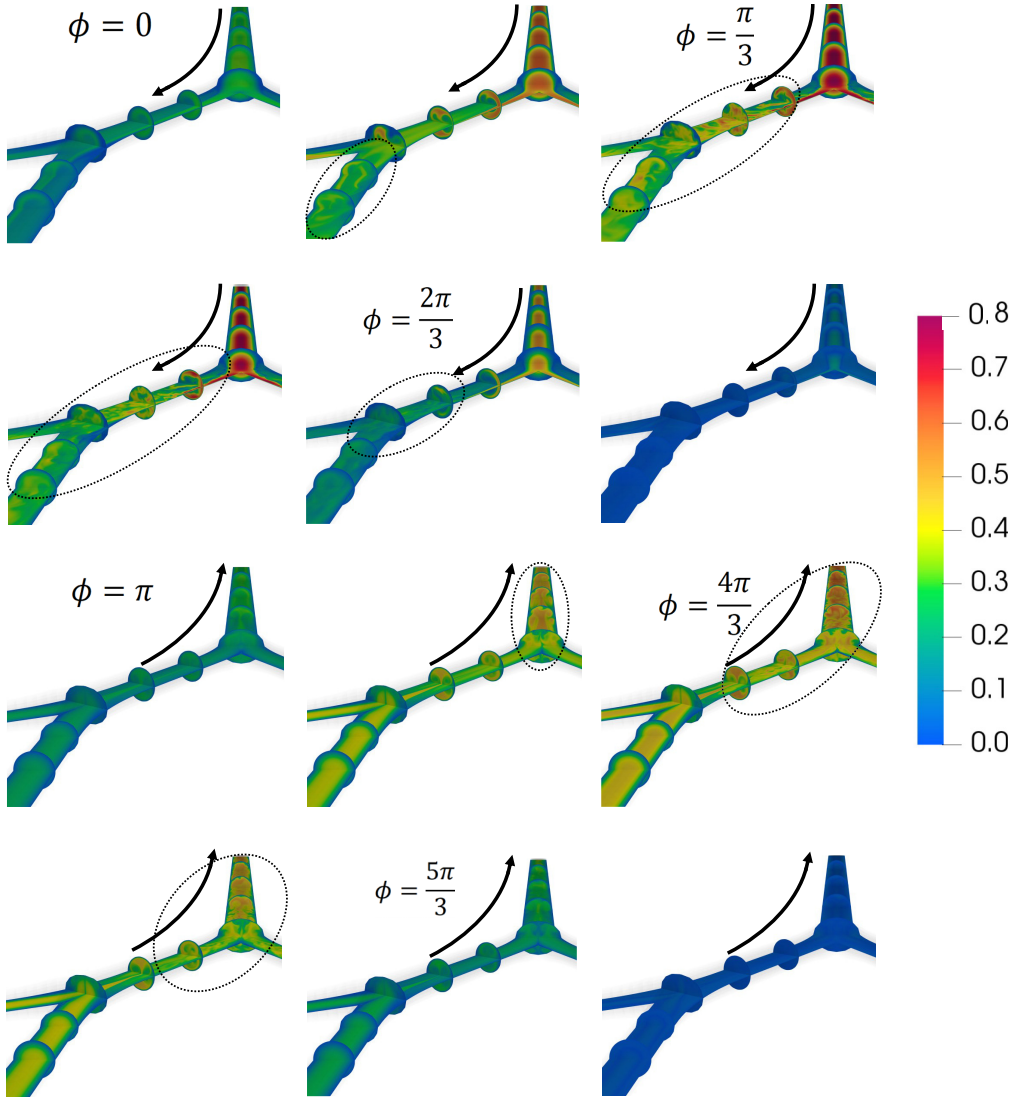 ϕ = 0
ϕ = π/3
ϕ = 2π/3
0.8
0.7
0.6
0.5
0.4
0.3
0.2
0.1
0.0
ϕ = π
ϕ = 4π/3
ϕ = 5π/3